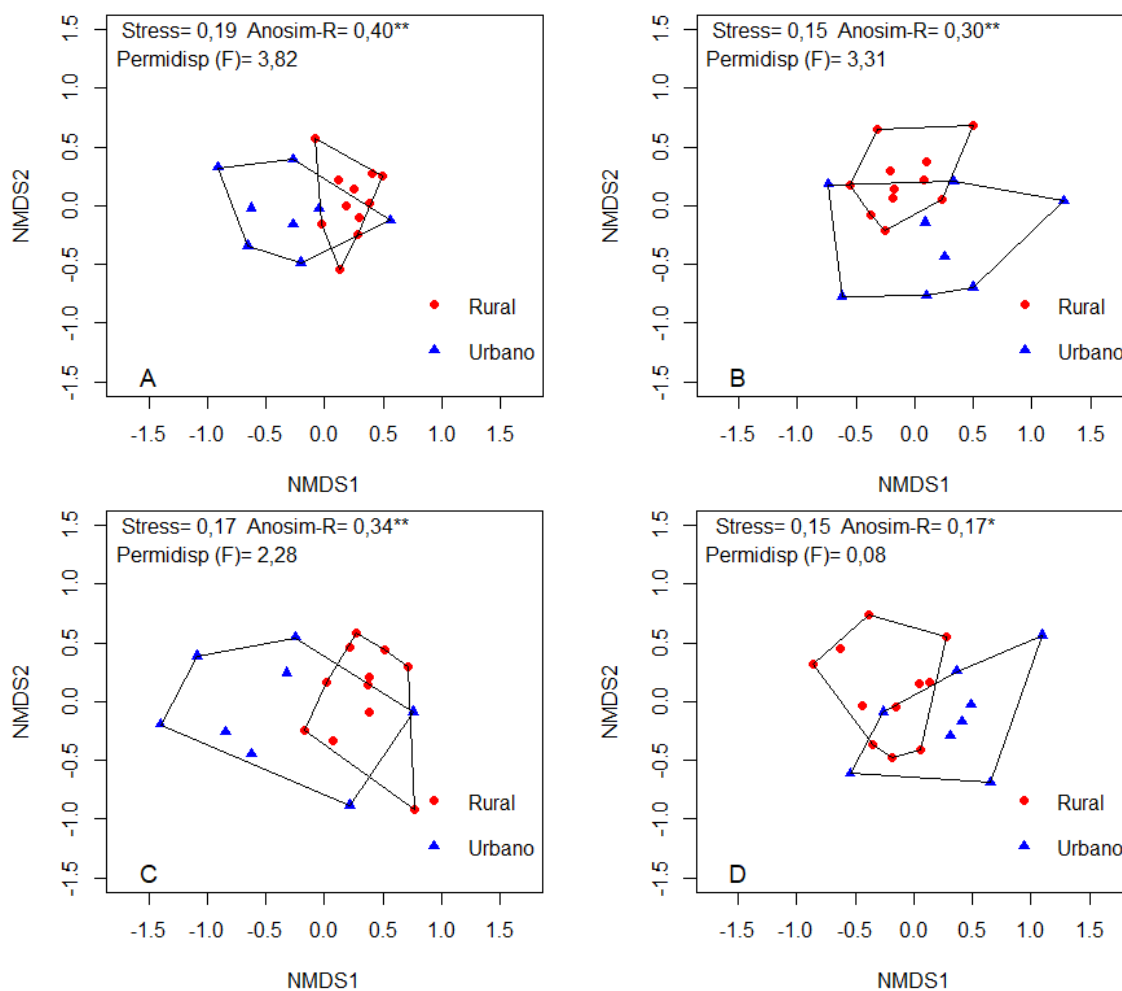 Stress= 0,19 Anosim-R= 0,40**
Permidisp (F)= 3,82
1.5
1.0
0.5
0.0
-0.5
-1.0
-1.5
NMDS2
Rural
Urbano
A
-1.5 -1.0 -0.5 0.0 0.5 1.0 1.5
NMDS1
Stress= 0,15 Anosim-R= 0,30**
Permidisp (F)= 3,31
1.5
1.0
0.5
0.0
-0.5
-1.0
-1.5
NMDS2
Rural
Urbano
B
-1.5 -1.0 -0.5 0.0 0.5 1.0 1.5
NMDS1
Stress= 0,17 Anosim-R= 0,34**
Permidisp (F)= 2,28
1.5
1.0
0.5
0.0
-0.5
-1.0
-1.5
NMDS2
Rural
Urbano
C
-1.5 -1.0 -0.5 0.0 0.5 1.0 1.5
NMDS1
Stress= 0,15 Anosim-R= 0,17*
Permidisp (F)= 0,08
1.5
1.0
0.5
0.0
-0.5
-1.0
-1.5
NMDS2
Rural
Urbano
D
-1.5 -1.0 -0.5 0.0 0.5 1.0 1.5
NMDS1